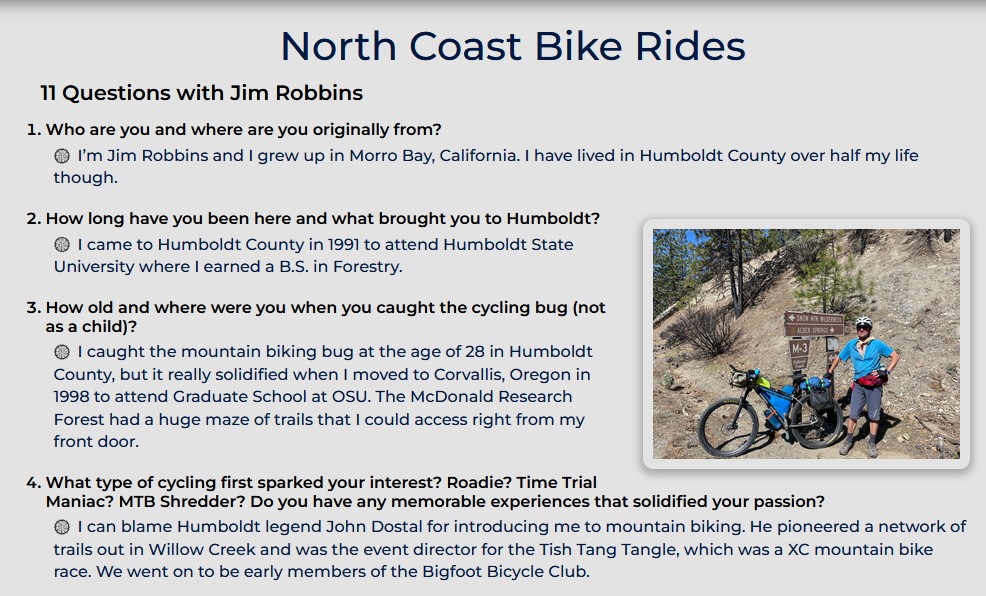 North Coast Bike Rides
11 Questions with Jim Robbins
1. Who are you and where are you originally from?
I'm Jim Robbins and I grew up in Morro Bay, California. I have lived in Humboldt County over half my life
though.
2. How long have you been here and what brought you to Humboldt?
I came to Humboldt County in 1991 to attend Humboldt State
University where I earned a B.S. in Forestry.
3. How old and where were you when you caught the cycling bug (not
as a child)?
I caught the mountain biking bug at the age of 28 in Humboldt
County, but it really solidified when I moved to Corvallis, Oregon in
1998 to attend Graduate School at OSU. The McDonald Research
Forest had a huge maze of trails that I could access right from my
front door.
SNOW MTN WILDERNESS
ALDER SPRINGS
M-3
4. What type of cycling first sparked your interest? Roadie? Time Trial
Maniac? MTB Shredder? Do you have any memorable experiences that solidified your passion?
I can blame Humboldt legend John Dostal for introducing me to mountain biking. He pioneered a network of
trails out in Willow Creek and was the event director for the Tish Tang Tangle, which was a XC mountain bike
race. We went on to be early members of the Bigfoot Bicycle Club.